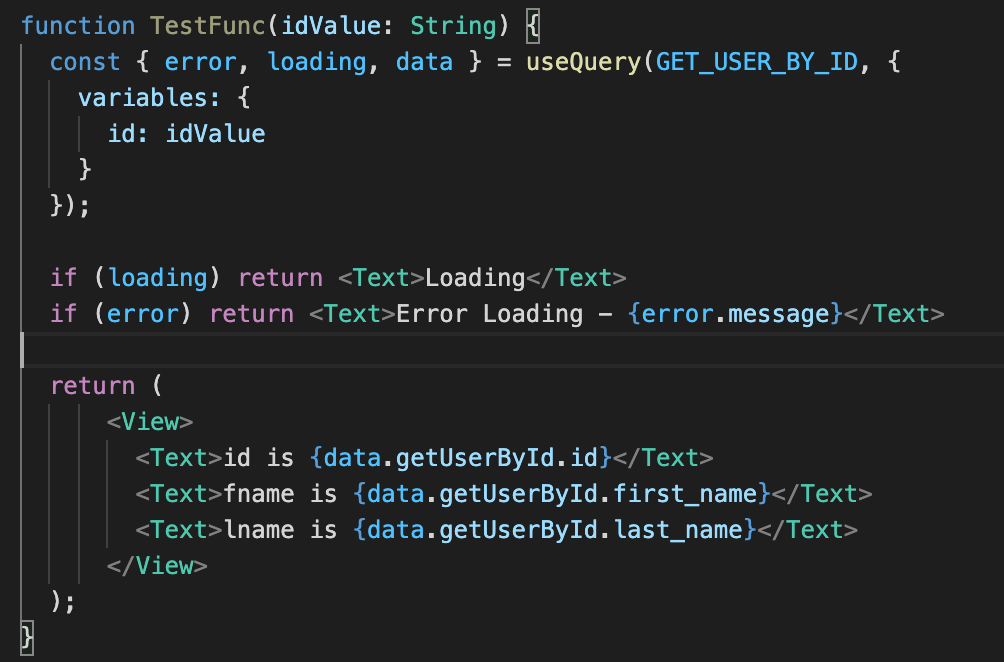 function TestFunc(idValue: String) {
  const { error, loading, data } = useQuery(GET_USER_BY_ID, {
    variables: {
      id: idValue
    }
  });

  if (loading) return <Text>Loading</Text>
  if (error) return <Text>Error Loading - {error.message}</Text>

  return (
      <View>
        <Text>id is {data.getUserById.id}</Text>
        <Text>fname is {data.getUserById.first_name}</Text>
        <Text>lname is {data.getUserById.last_name}</Text>
      </View>
  );
}